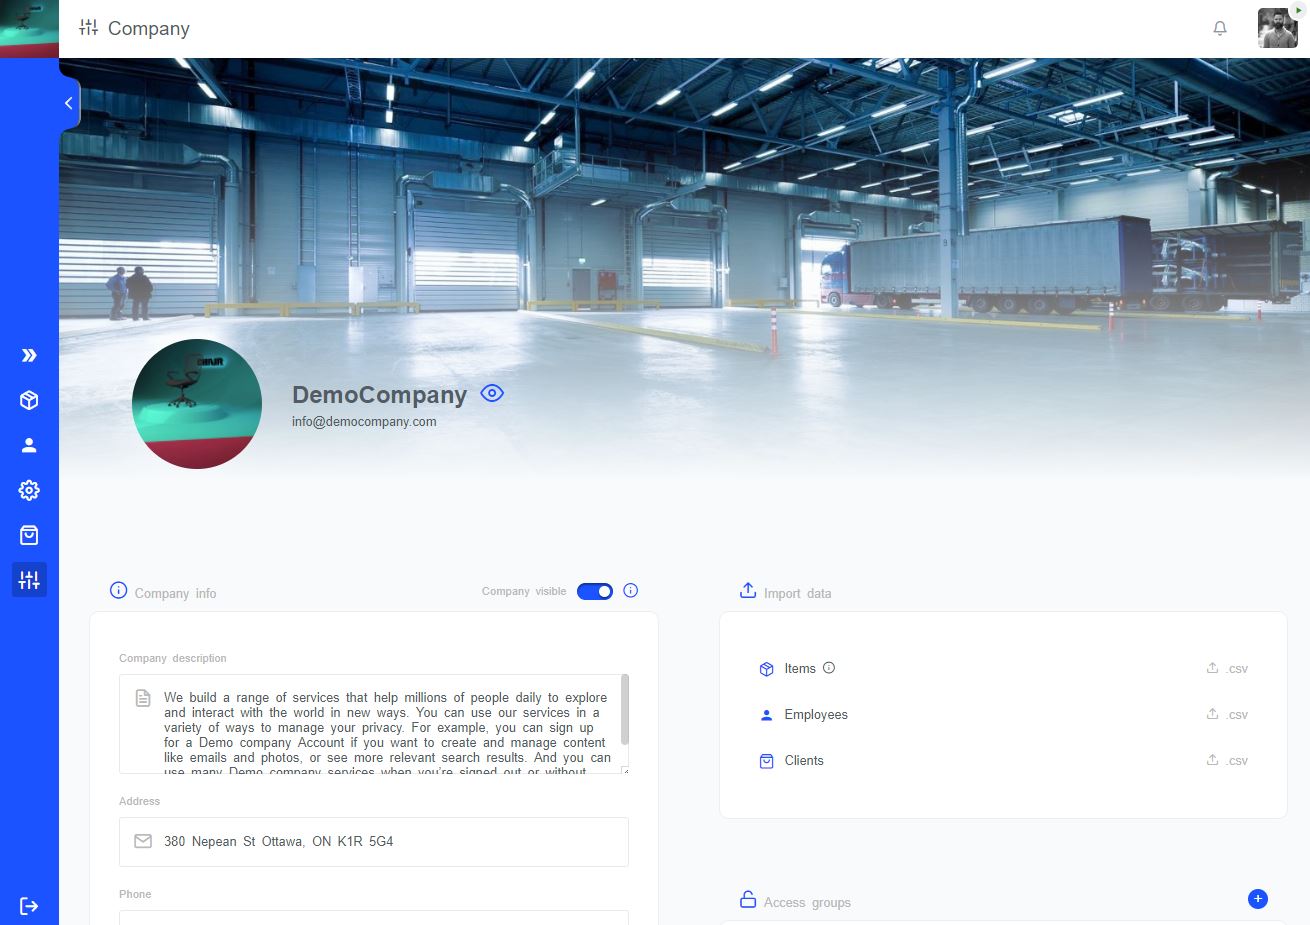 Company
CHAIR
DemoCompany
info@democompany.com
Company info
Company visible
Company description
We build a range of services that help millions of people daily to explore
and interact with the world in new ways. You can use our services in a
variety of ways to manage your privacy. For example, you can sign up
for a Demo company Account if you want to create and manage content
like emails and photos, or see more relevant search results. And you can
use many Demo company services when you're signed out or without
Address
380 Nepean St Ottawa, ON K1R 5G4
Phone
Import data
Items
.csv
Employees
.csv
Clients
.csv
Access groups